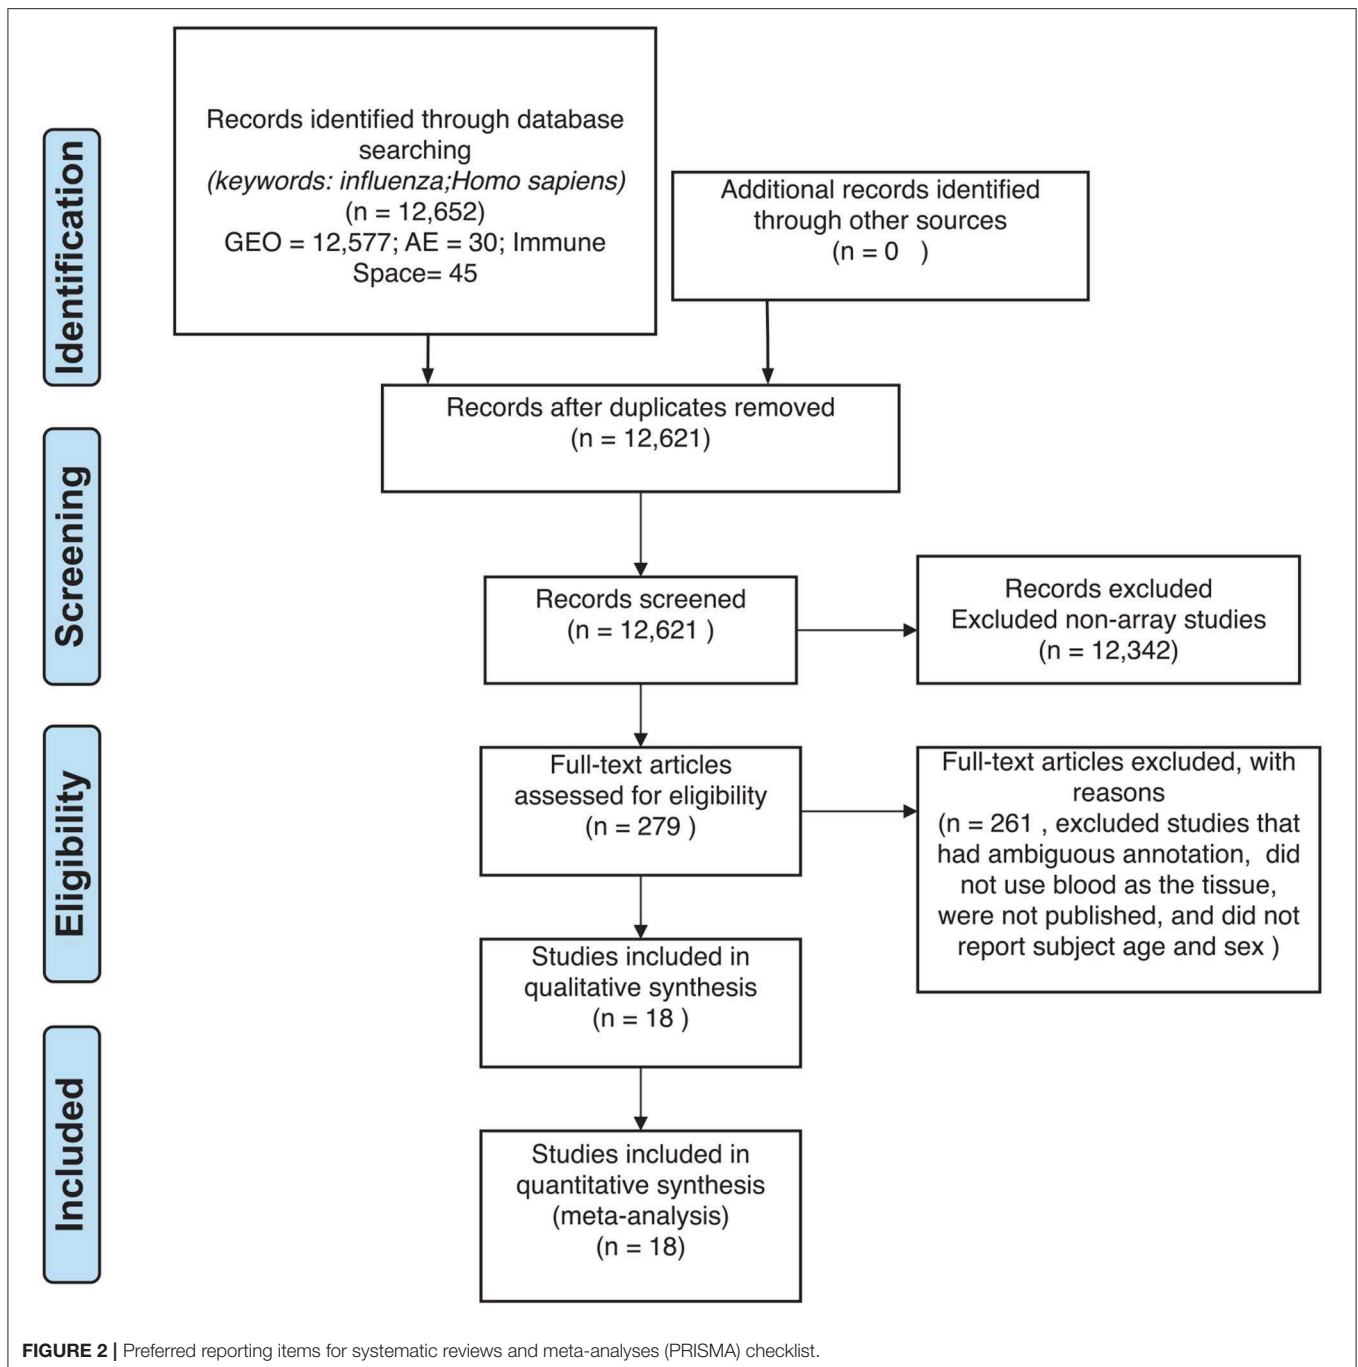 Identification
Records identified through database
searching
(keywords: influenza;Homo sapiens)
(n = 12,652)
GEO = 12,577; AE = 30; Immune
Space= 45
Additional records identified
through other sources
(n = 0 )
Records after duplicates removed
(n = 12,621)
Screening
Records screened
(n = 12,621 )
Records excluded
Excluded non-array studies
(n = 12,342)
Eligibility
Full-text articles
assessed for eligibility
(n = 279 )
Full-text articles excluded, with
reasons
(n = 261 , excluded studies that
had ambiguous annotation, did
not use blood as the tissue,
were not published, and did not
report subject age and sex )
Studies included in
qualitative synthesis
(n = 18 )
Included
Studies included in
quantitative synthesis
(meta-analysis)
(n = 18)
FIGURE 2 | Preferred reporting items for systematic reviews and meta-analyses (PRISMA) checklist.